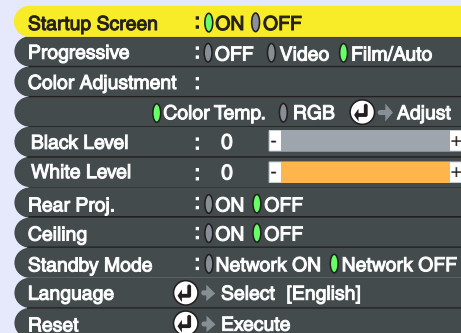 Startup Screen : ON OFF
Progressive : OFF Video Film/Auto
Color Adjustment :
Color Temp. RGB Adjust
Black Level : 0 - +
White Level : 0 - +
Rear Proj. : ON OFF
Ceiling : ON OFF
Standby Mode : Network ON Network OFF
Language Select [English]
Reset Execute